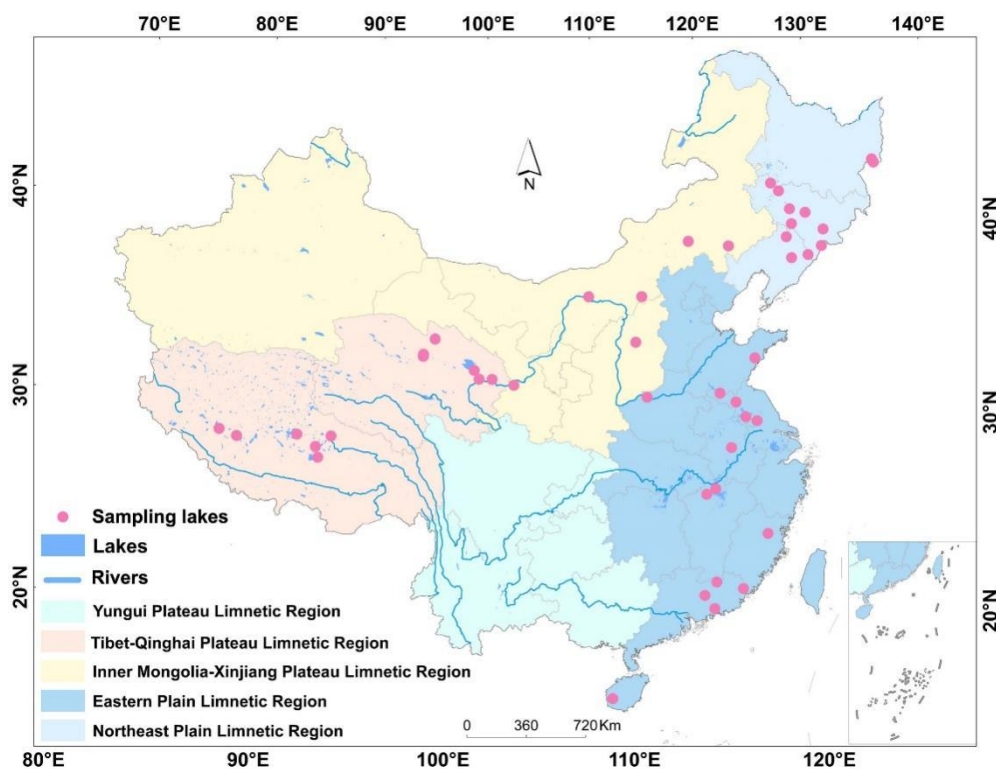 70°E 80°E 90°E 100°E 110°E 120°E 130°E 140°E
40°N
40°N
N
30°N
30°N
20°N
20°N
Sampling lakes
Lakes
Rivers
Yungui Plateau Limnetic Region
Tibet-Qinghai Plateau Limnetic Region
Inner Mongolia-Xinjiang Plateau Limnetic Region
Eastern Plain Limnetic Region
Northeast Plain Limnetic Region
0 360 720 Km
80°E 90°E 100°E 110°E 120°E